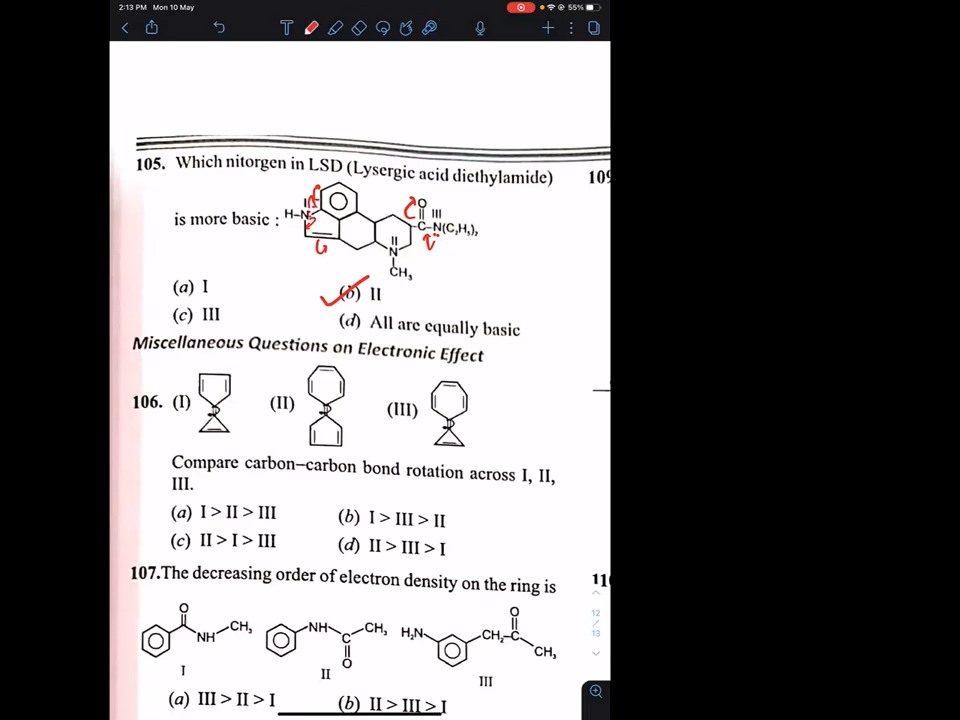 2:13 PM Mon 10 May
55%
T
105. Which nitorgen in LSD (Lysergic acid diethylamide)
109
O
III
H–N
C–N(C₂H₅)₂
is more basic :
II
N
CH₃
(a) I
(b) II
(c) III
(d) All are equally basic
Miscellaneous Questions on Electronic Effect
106. (I)
(II)
(III)
Compare carbon–carbon bond rotation across I, II,
III.
(a) I > II > III
(b) I > III > II
(c) II > I > III
(d) II > III > I
107.The decreasing order of electron density on the ring is
O
NH
CH₃
I
NH
C
CH₃
O
II
H₂N
CH₂–C
O
CH₃
III
12
/
13
(a) III > II > I
(b) II > III > I